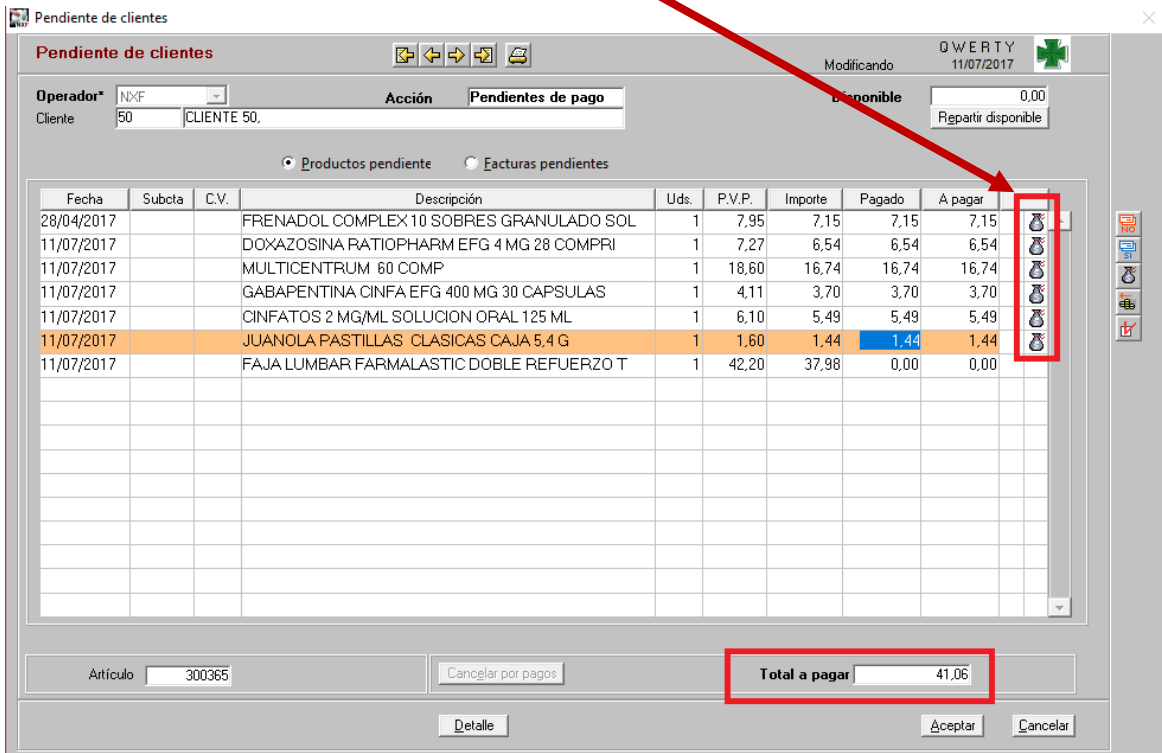 Pendiente de clientes
Pendiente de clientes
Modificando
QWERTY
11/07/2017
Operador* NXF Acción Pendientes de pago Disponible 0,00
Cliente 50 CLIENTE 50, Repartir disponible
Productos pendiente Facturas pendientes
Fecha Subcta C.V. Descripción Uds. P.V.P. Importe Pagado A pagar
28/04/2017 FRENADOL COMPLEX 10 SOBRES GRANULADO SOL 1 7,95 7,15 7,15 7,15
11/07/2017 DOXAZOSINA RATIOPHARM EFG 4 MG 28 COMPRI 1 7,27 6,54 6,54 6,54
11/07/2017 MULTICENTRUM 60 COMP 1 18,60 16,74 16,74 16,74
11/07/2017 GABAPENTINA CINFA EFG 400 MG 30 CAPSULAS 1 4,11 3,70 3,70 3,70
11/07/2017 CINFATOS 2 MG/ML SOLUCION ORAL 125 ML 1 6,10 5,49 5,49 5,49
11/07/2017 JUANOLA PASTILLAS CLASICAS CAJA 5,4 G 1 1,60 1,44 1,44 1,44
11/07/2017 FAJA LUMBAR FARMALASTIC DOBLE REFUERZO T 1 42,20 37,98 0,00 0,00
NO
SI
Artículo 300365 Cancelar por pagos Total a pagar 41,06
Detalle Aceptar Cancelar